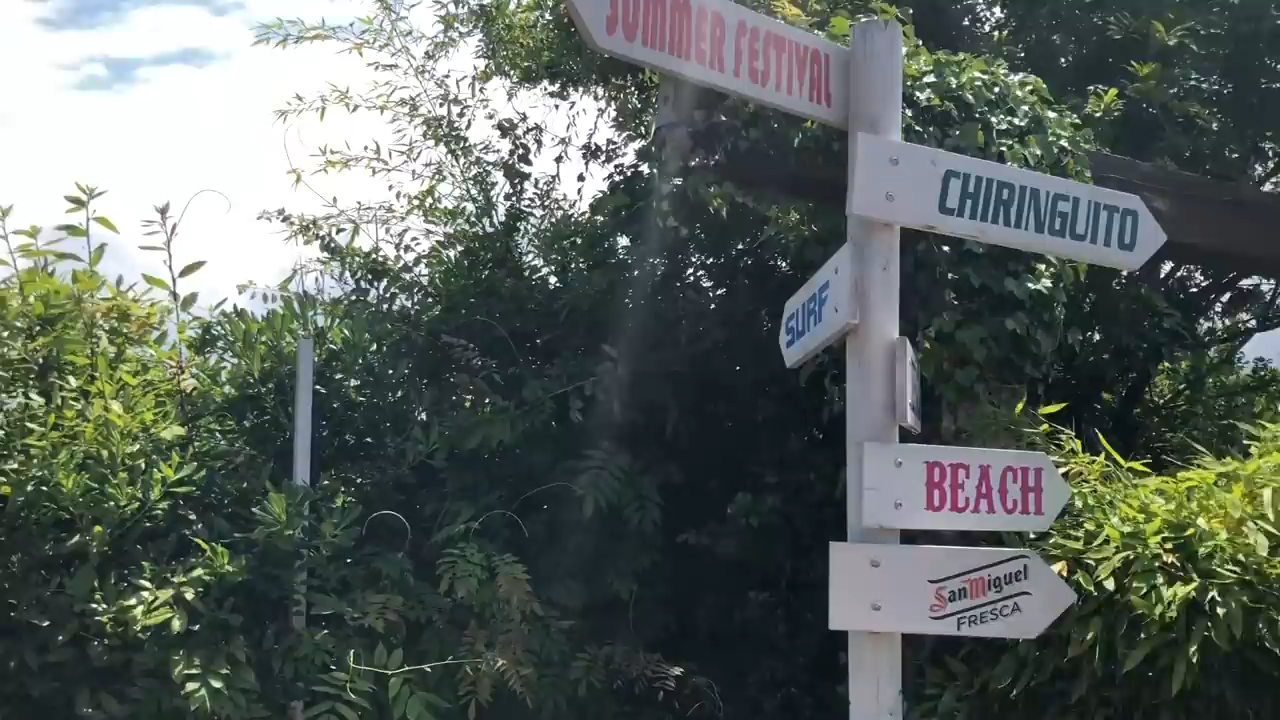 SUMMER FESTIVAL
CHIRINGUITO
SURF
BEACH
San Miguel
FRESCA